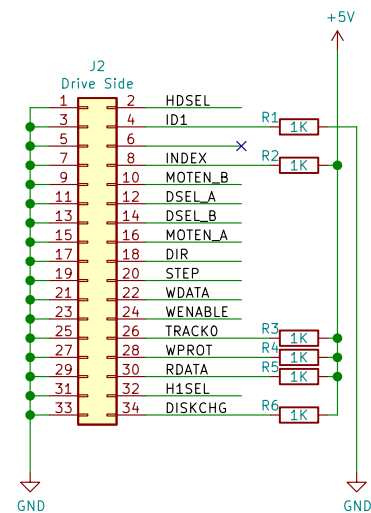 +5V
J2
Drive Side
1 2 HDSEL
3 4 ID1 R1 1K
5 6
7 8 INDEX R2 1K
9 10 MOTEN_B
11 12 DSEL_A
13 14 DSEL_B
15 16 MOTEN_A
17 18 DIR
19 20 STEP
21 22 WDATA
23 24 WENABLE
25 26 TRACK0 R3 1K
27 28 WPROT R4 1K
29 30 RDATA R5 1K
31 32 H1SEL
33 34 DISKCHG R6 1K
GND GND